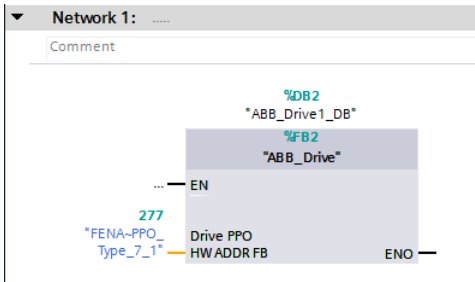 Network 1: .....
Comment
%DB2
"ABB_Drive1_DB"
%FB2
"ABB_Drive"
... EN
277
"FENA~PPO_
Type_7_1"
Drive PPO
HW ADDR FB
ENO